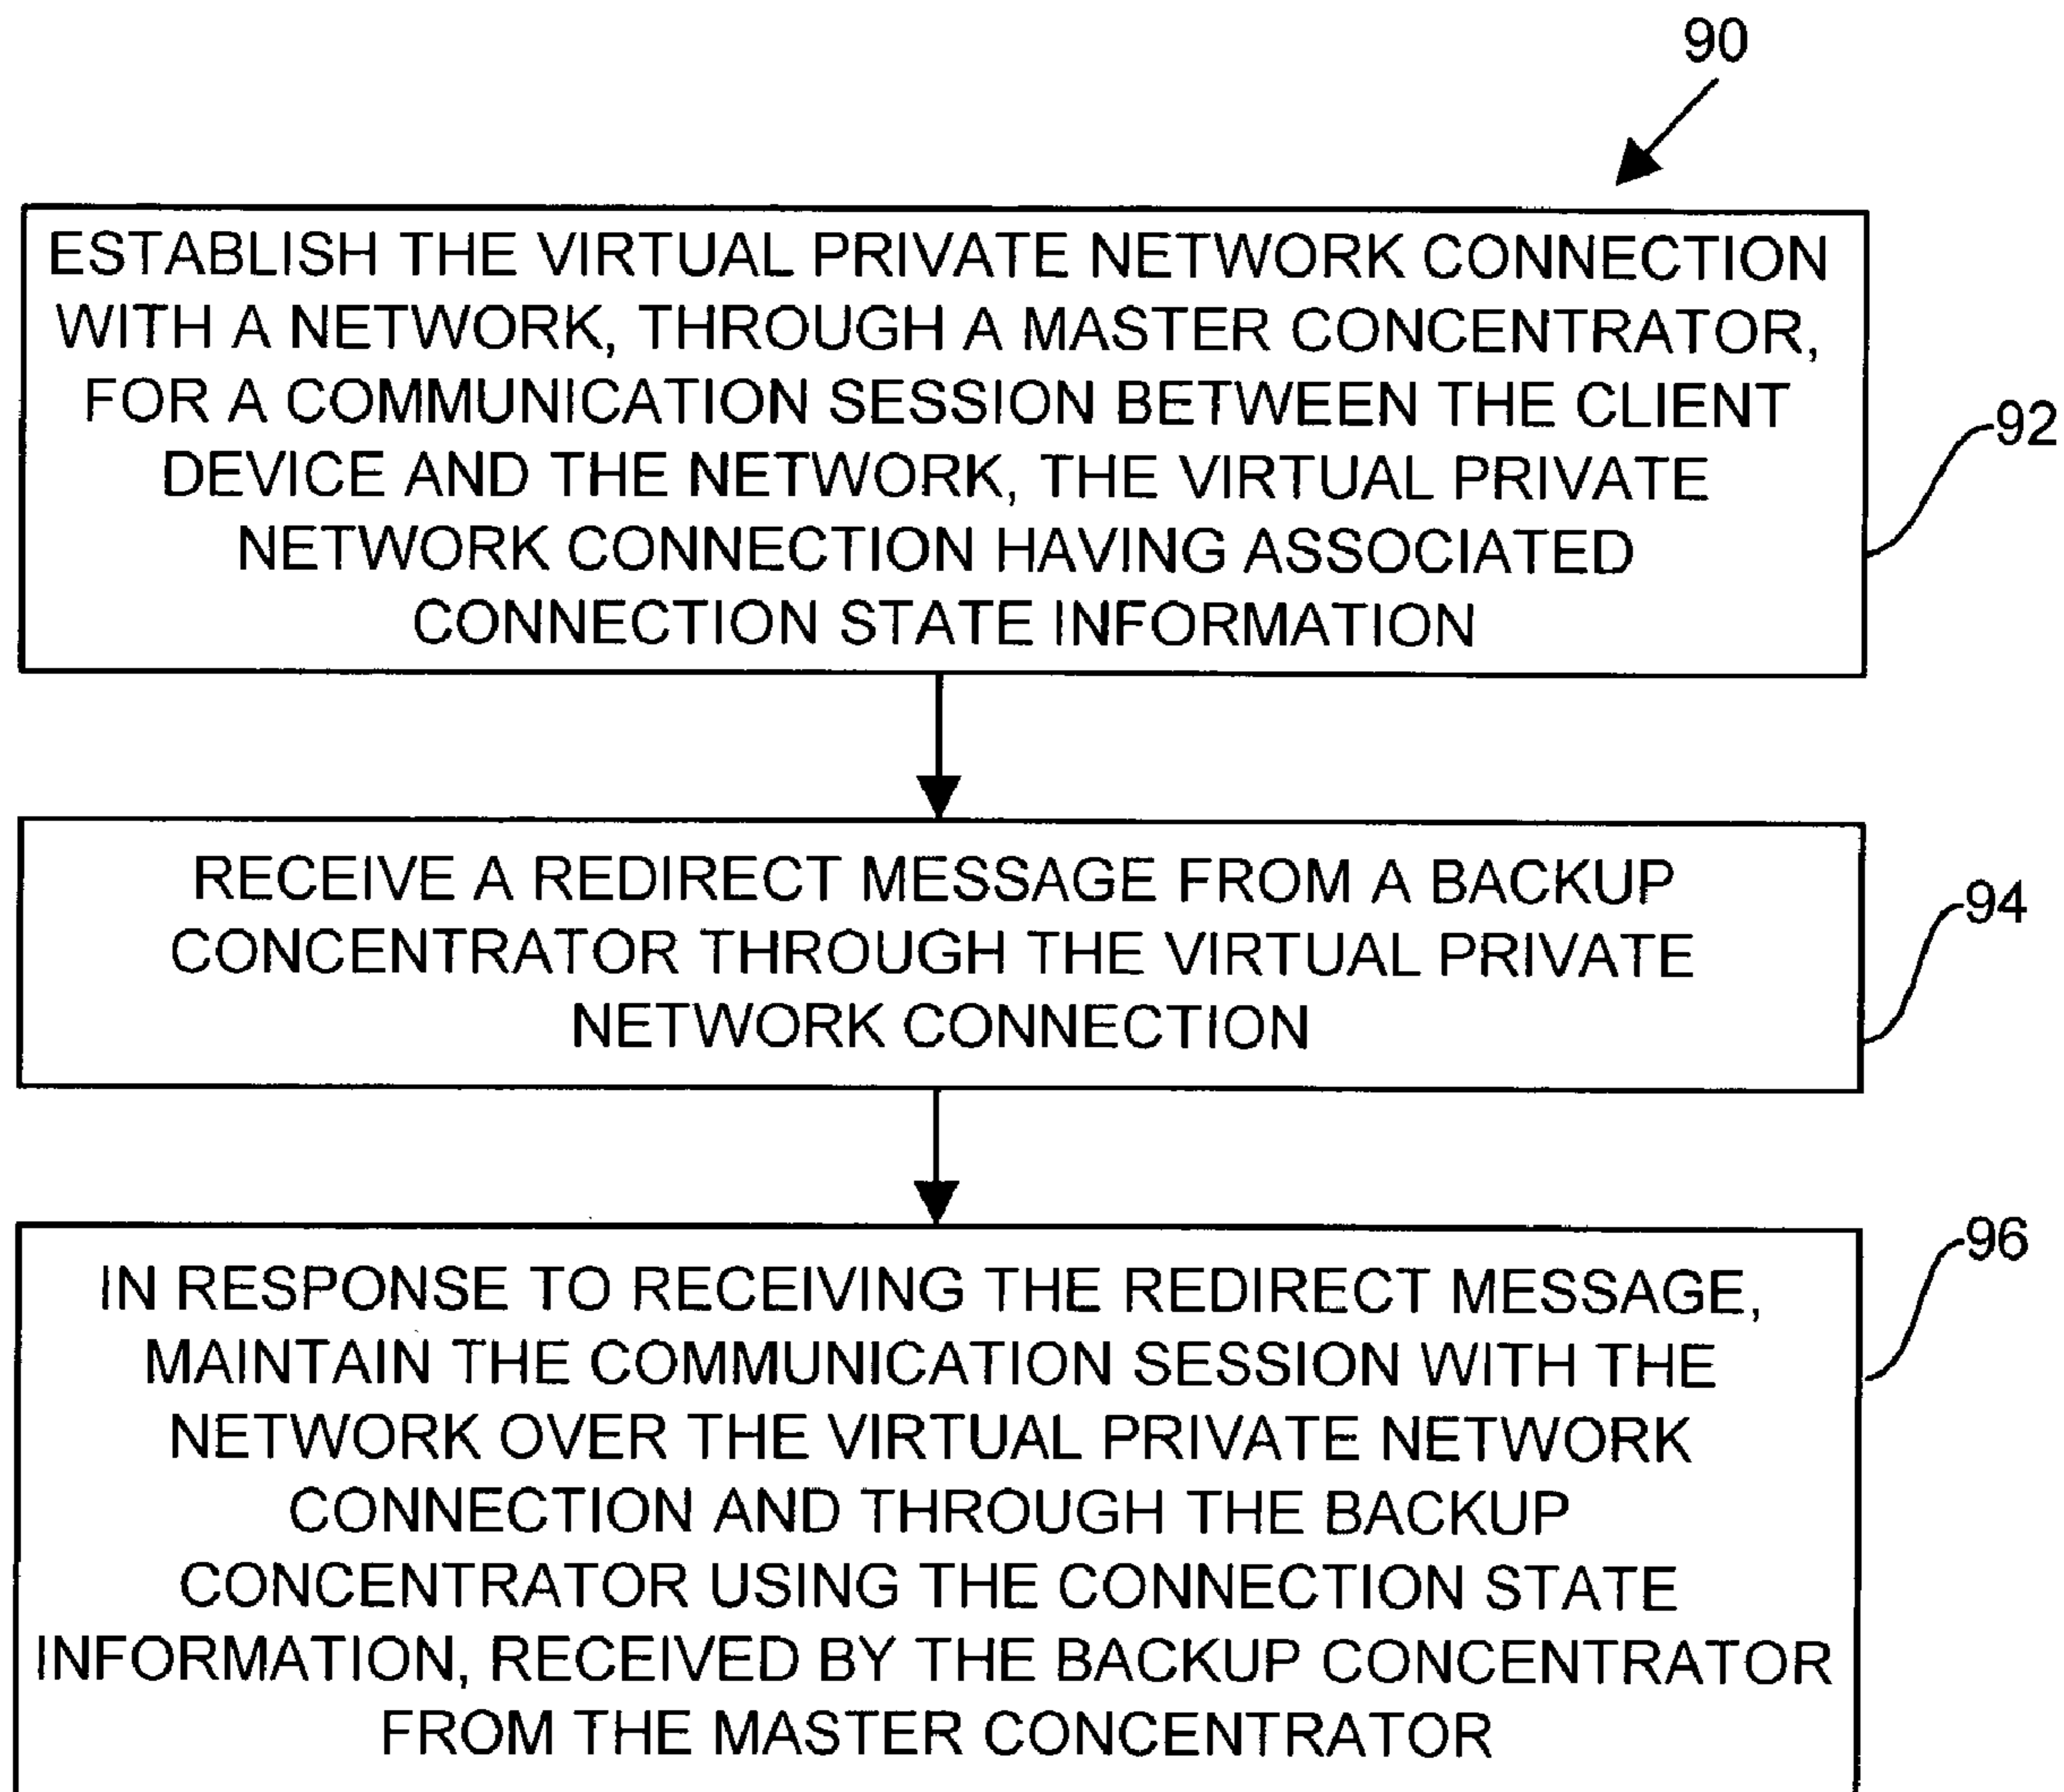 90
ESTABLISH THE VIRTUAL PRIVATE NETWORK CONNECTION
WITH A NETWORK, THROUGH A MASTER CONCENTRATOR,
FOR A COMMUNICATION SESSION BETWEEN THE CLIENT
DEVICE AND THE NETWORK, THE VIRTUAL PRIVATE
NETWORK CONNECTION HAVING ASSOCIATED
CONNECTION STATE INFORMATION
92
RECEIVE A REDIRECT MESSAGE FROM A BACKUP
CONCENTRATOR THROUGH THE VIRTUAL PRIVATE
NETWORK CONNECTION
94
IN RESPONSE TO RECEIVING THE REDIRECT MESSAGE,
MAINTAIN THE COMMUNICATION SESSION WITH THE
NETWORK OVER THE VIRTUAL PRIVATE NETWORK
CONNECTION AND THROUGH THE BACKUP
CONCENTRATOR USING THE CONNECTION STATE
INFORMATION, RECEIVED BY THE BACKUP CONCENTRATOR
FROM THE MASTER CONCENTRATOR
96